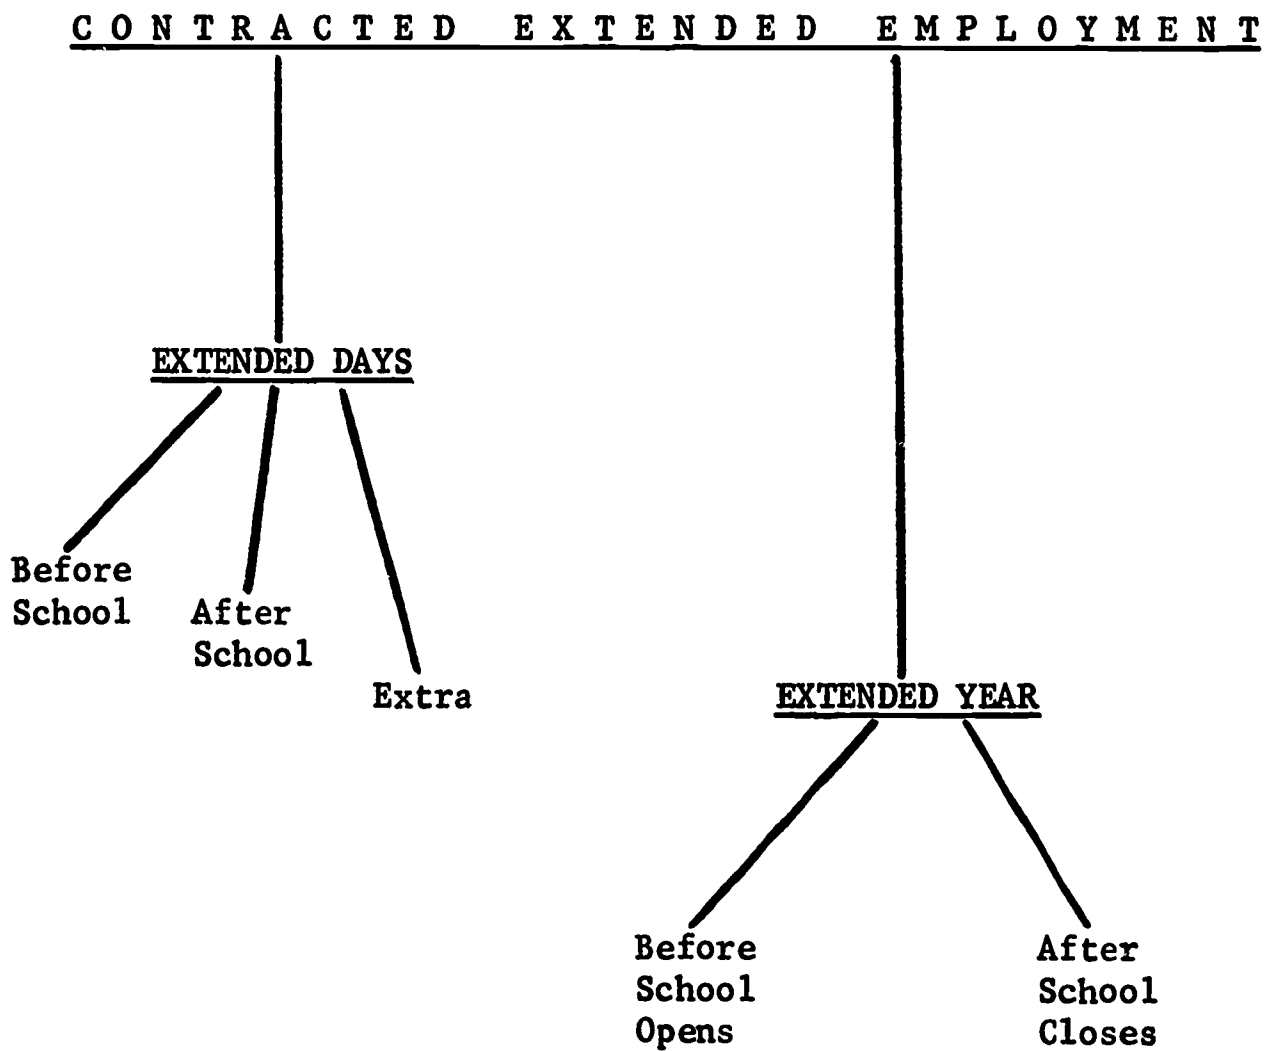 CONTRACTED EXTENDED EMPLOYMENT
EXTENDED DAYS
Before
School
After
School
Extra
EXTENDED YEAR
Before
School
Opens
After
School
Closes